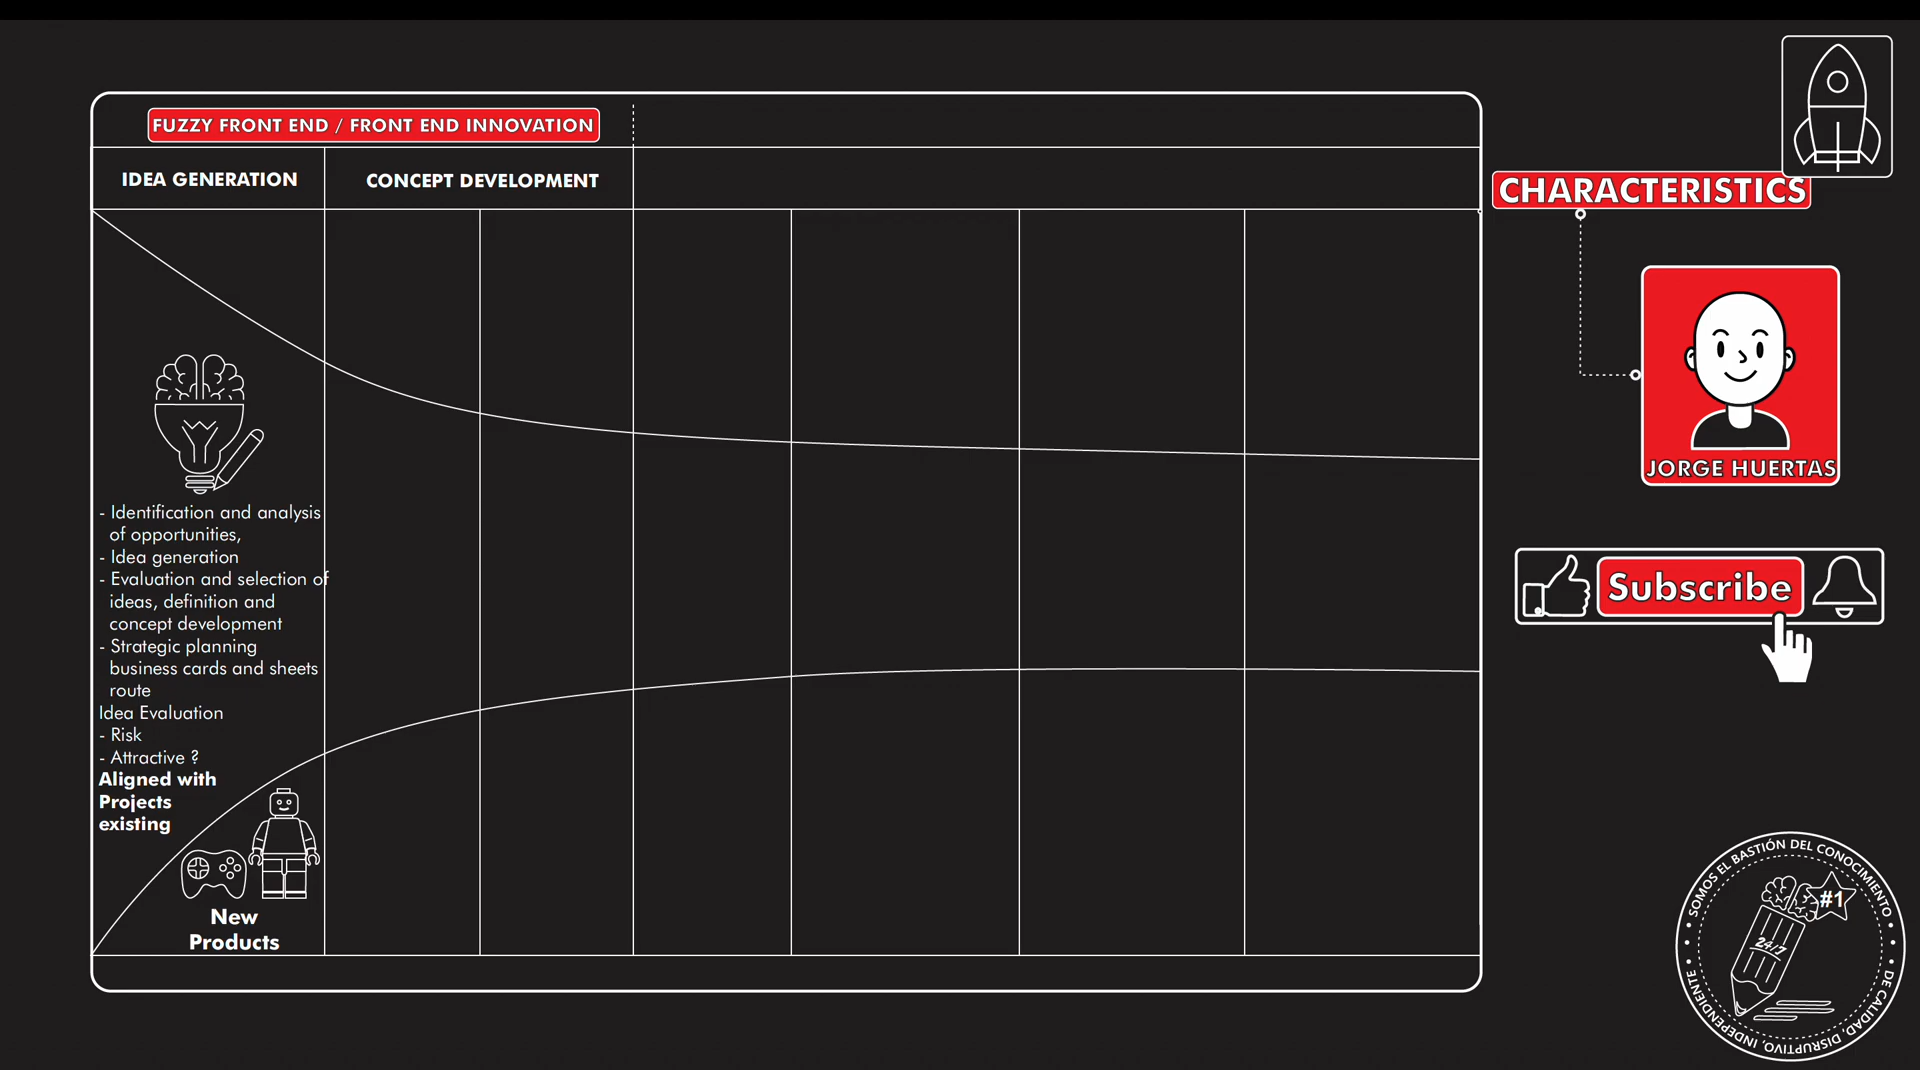 FUZZY FRONT END / FRONT END INNOVATION
IDEA GENERATION
CONCEPT DEVELOPMENT
CHARACTERISTICS
JORGE HUERTAS
- Identification and analysis
of opportunities,
- Idea generation
- Evaluation and selection of
ideas, definition and
concept development
- Strategic planning
business cards and sheets
route
Idea Evaluation
- Risk
- Attractive ?
Aligned with
Projects
existing
New
Products
Subscribe
• SOMOS EL BASTIÓN DEL CONOCIMIENTO •
• DE CALIDAD, DISRUPTIVO, INDEPENDIENTE •
#1
24/7